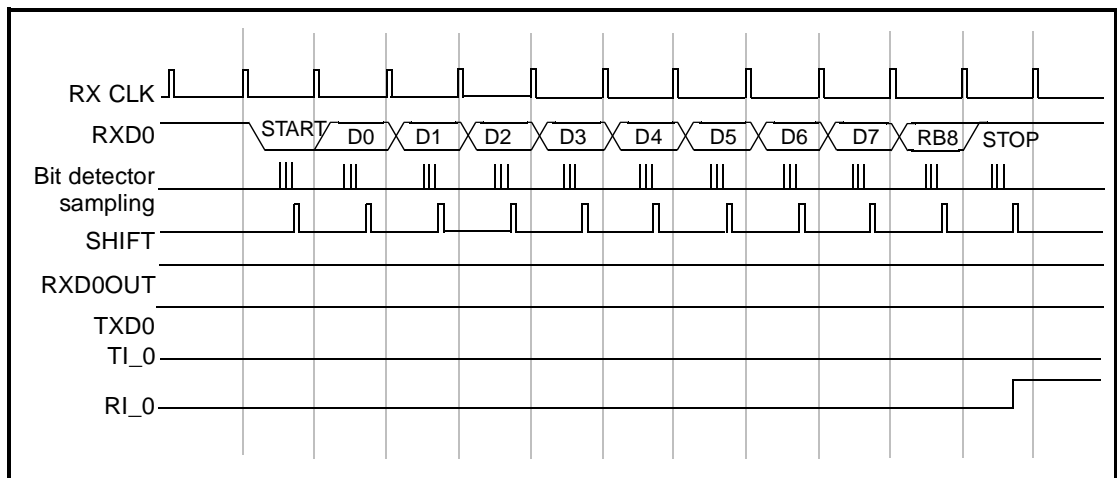 RX CLK
RXD0 START D0 D1 D2 D3 D4 D5 D6 D7 RB8 STOP
Bit detector
sampling
SHIFT
RXD0OUT
TXD0
TI_0
RI_0